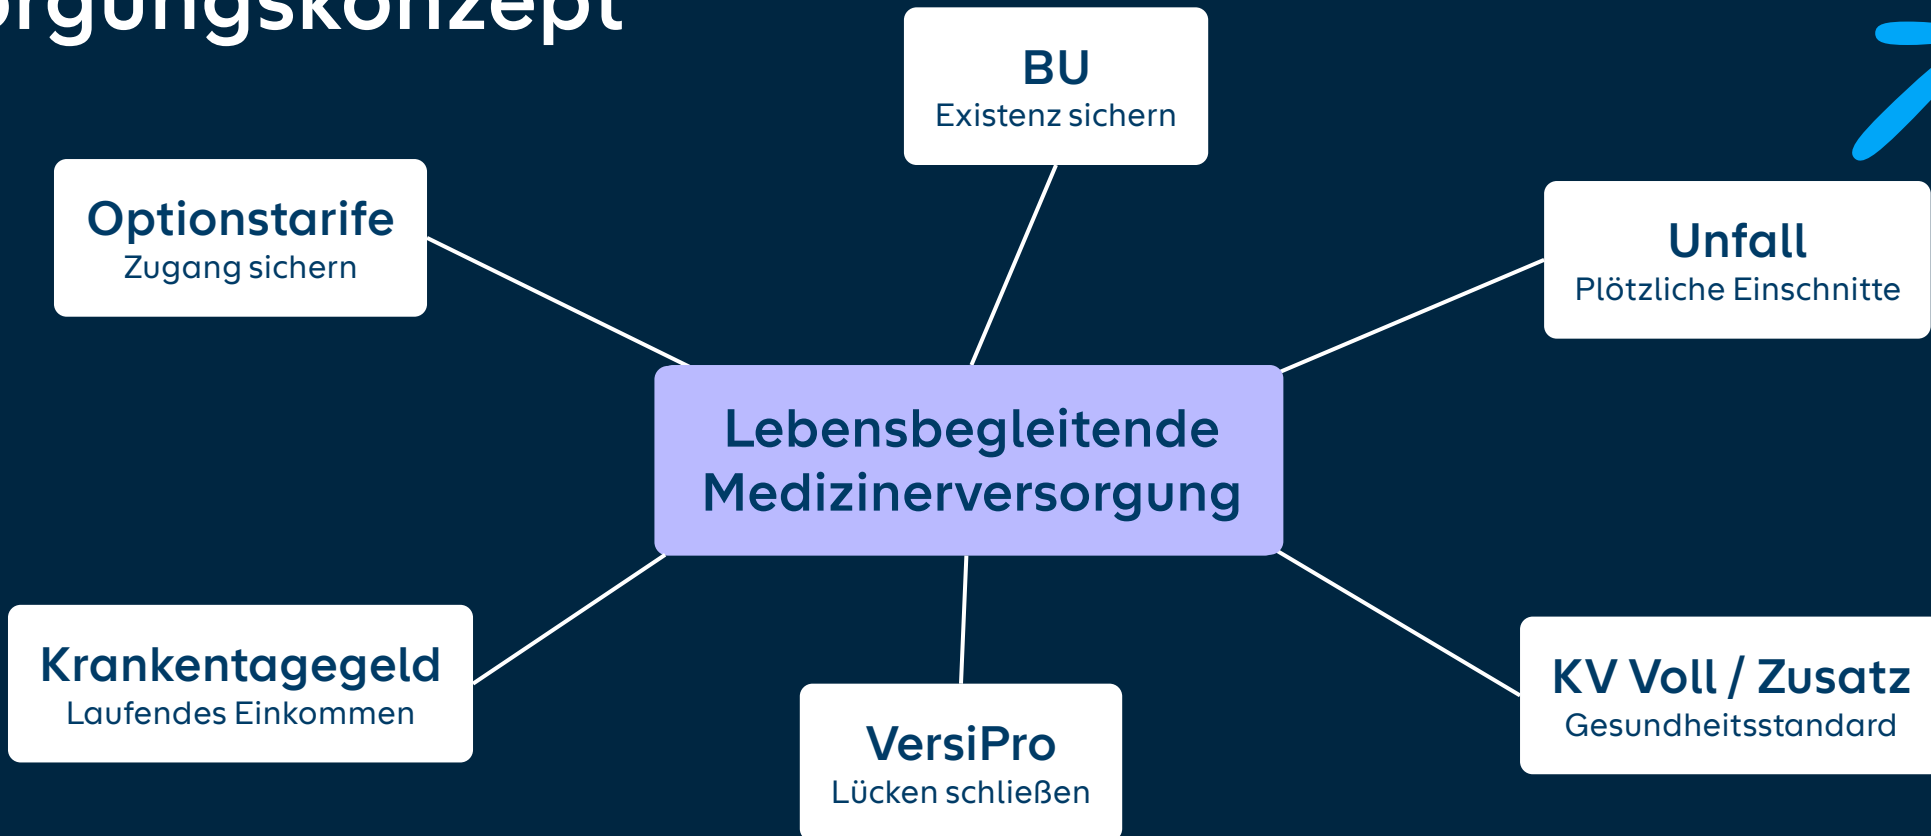 orgungskonzept
BU
Existenz sichern
Optionstarife
Zugang sichern
Unfall
Plötzliche Einschnitte
Lebensbegleitende
Medizinerversorgung
Krankentagegeld
Laufendes Einkommen
KV Voll / Zusatz
Gesundheitsstandard
VersiPro
Lücken schließen